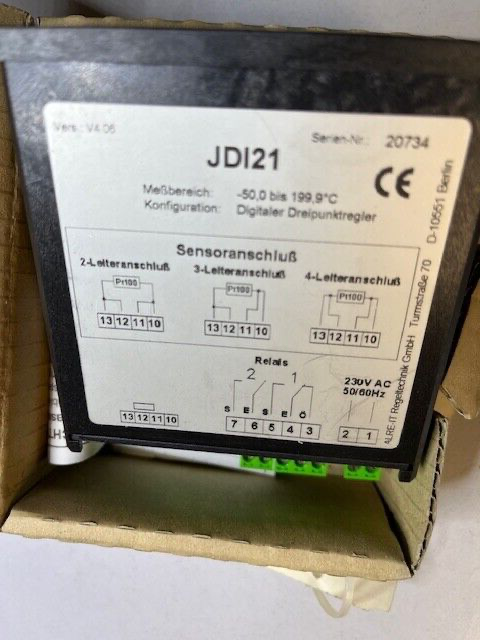 Vers.: V4.06
Serien-Nr.: 20734
JDI21
Meßbereich: -50,0 bis 199,9°C
Konfiguration: Digitaler Dreipunktregler
CE
Sensoranschluß
2-Leiteranschluß 3-Leiteranschluß 4-Leiteranschluß
Pt100 Pt100 Pt100
13 12 11 10 13 12 11 10 13 12 11 10
Relais
2 1
230V AC
50/60Hz
S E S E Ö
13 12 11 10 7 6 5 4 3 2 1
ALRE-IT Regeltechnik GmbH Turmstraße 70 D-10551 Berlin